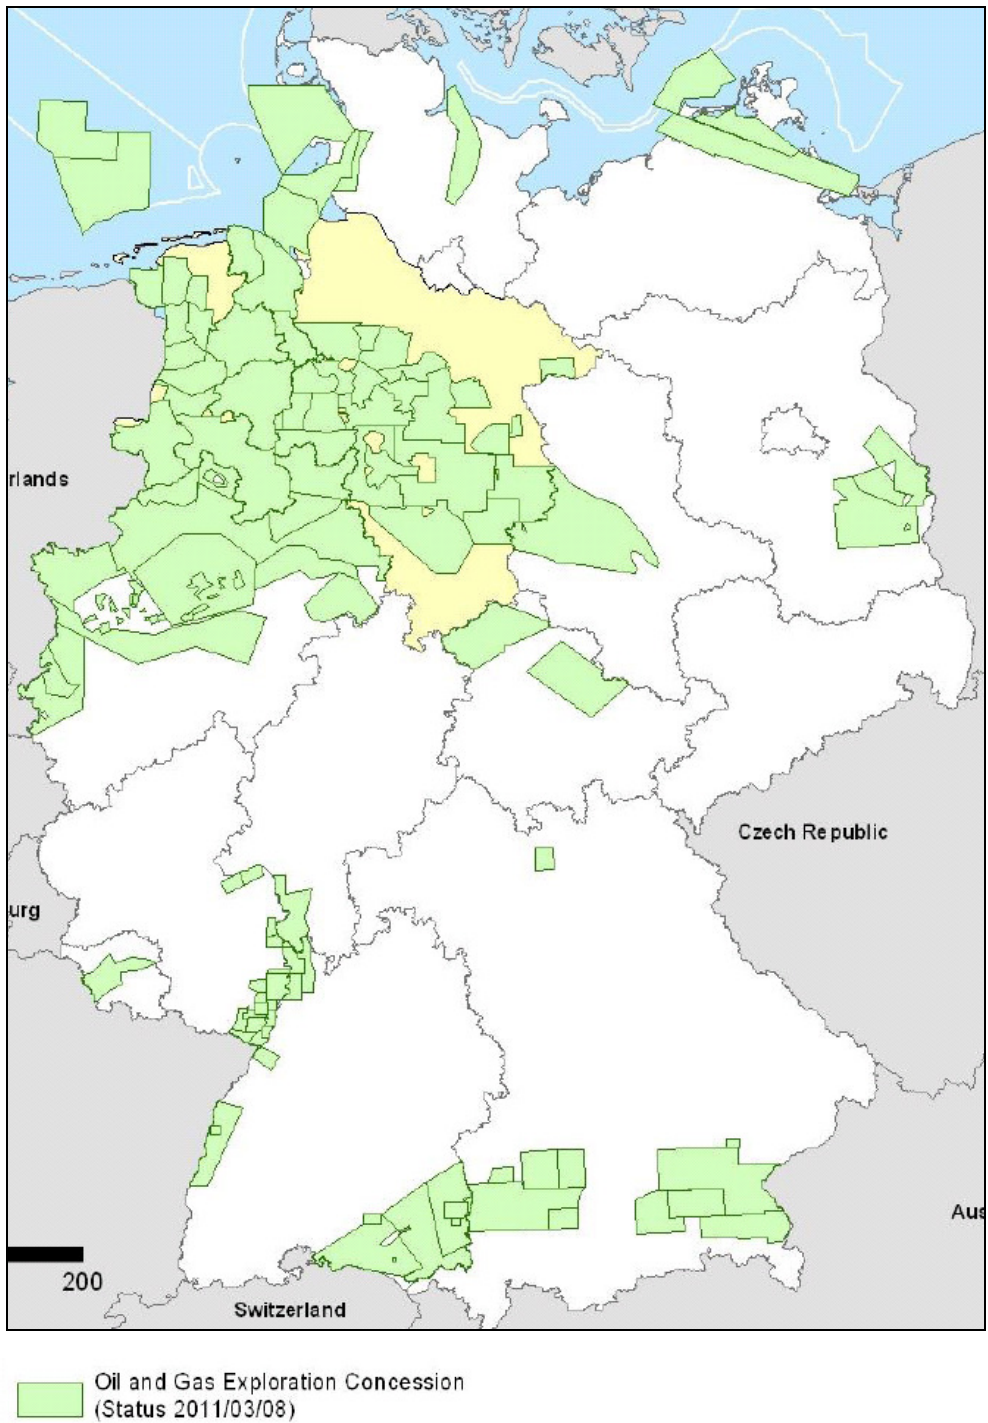 rlands
Czech Republic
urg
Aus
200
Switzerland
Oil and Gas Exploration Concession
(Status 2011/03/08)